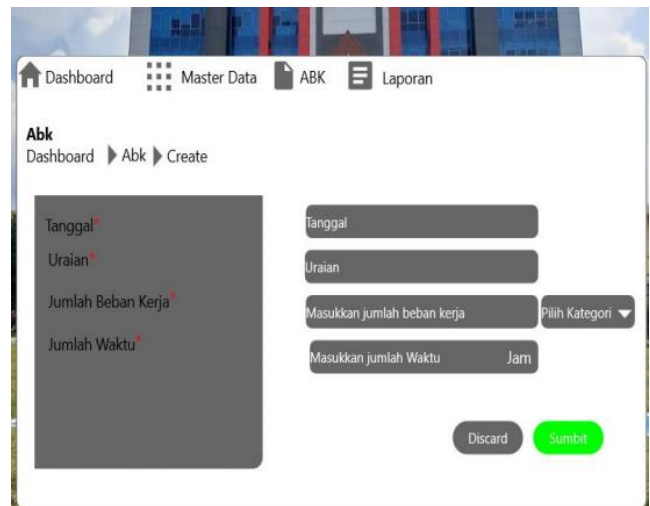 Dashboard Master Data ABK Laporan
Abk
Dashboard Abk Create
Tanggal* Tanggal
Uraian* Uraian
Jumlah Beban Kerja* Masukkan jumlah beban kerja Pilih Kategori
Jumlah Waktu* Masukkan jumlah Waktu Jam
Discard Sumbit